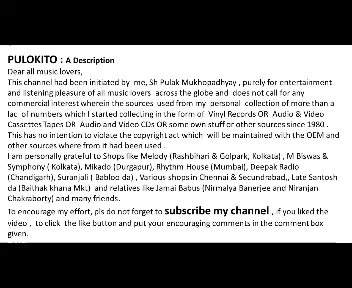 PULOKITO : A Description
Dear all music lovers,
This channel had been initiated by me, Sh Pulak Mukhopadhyay , purely for entertainment
and listening pleasure of all music lovers across the globe and does not call for any
commercial interest wherein the sources used from my personal collection of more than a
lac of numbers which I started collecting in the form of Vinyl Records OR Audio & Video
Cassettes Tapes OR Audio and Video CDs OR some own stuff or other sources since 1980 .
This has no intention to violate the copyright act which will be maintained with the OEM and
other sources where from it had been used .
I am personally grateful to Shops like Melody (Rashbihari & Golpark, Kolkata) , M Biswas &
Symphony ( Kolkata), Mikado (Durgapur), Rhythm House (Mumbai), Deepak Radio
(Chandigarh), Suranjali ( Babloo da) , Various shops in Chennai & Secundrabad,, Late Santosh
da (Baithak khana Mkt) and relatives like Jamai Babus (Nirmalya Banerjee and Niranjan
Chakraborty) and many friends.
To encourage my effort, pls do not forget to subscribe my channel , if you liked the
video , to click the like button and put your encouraging comments in the comment box
given.